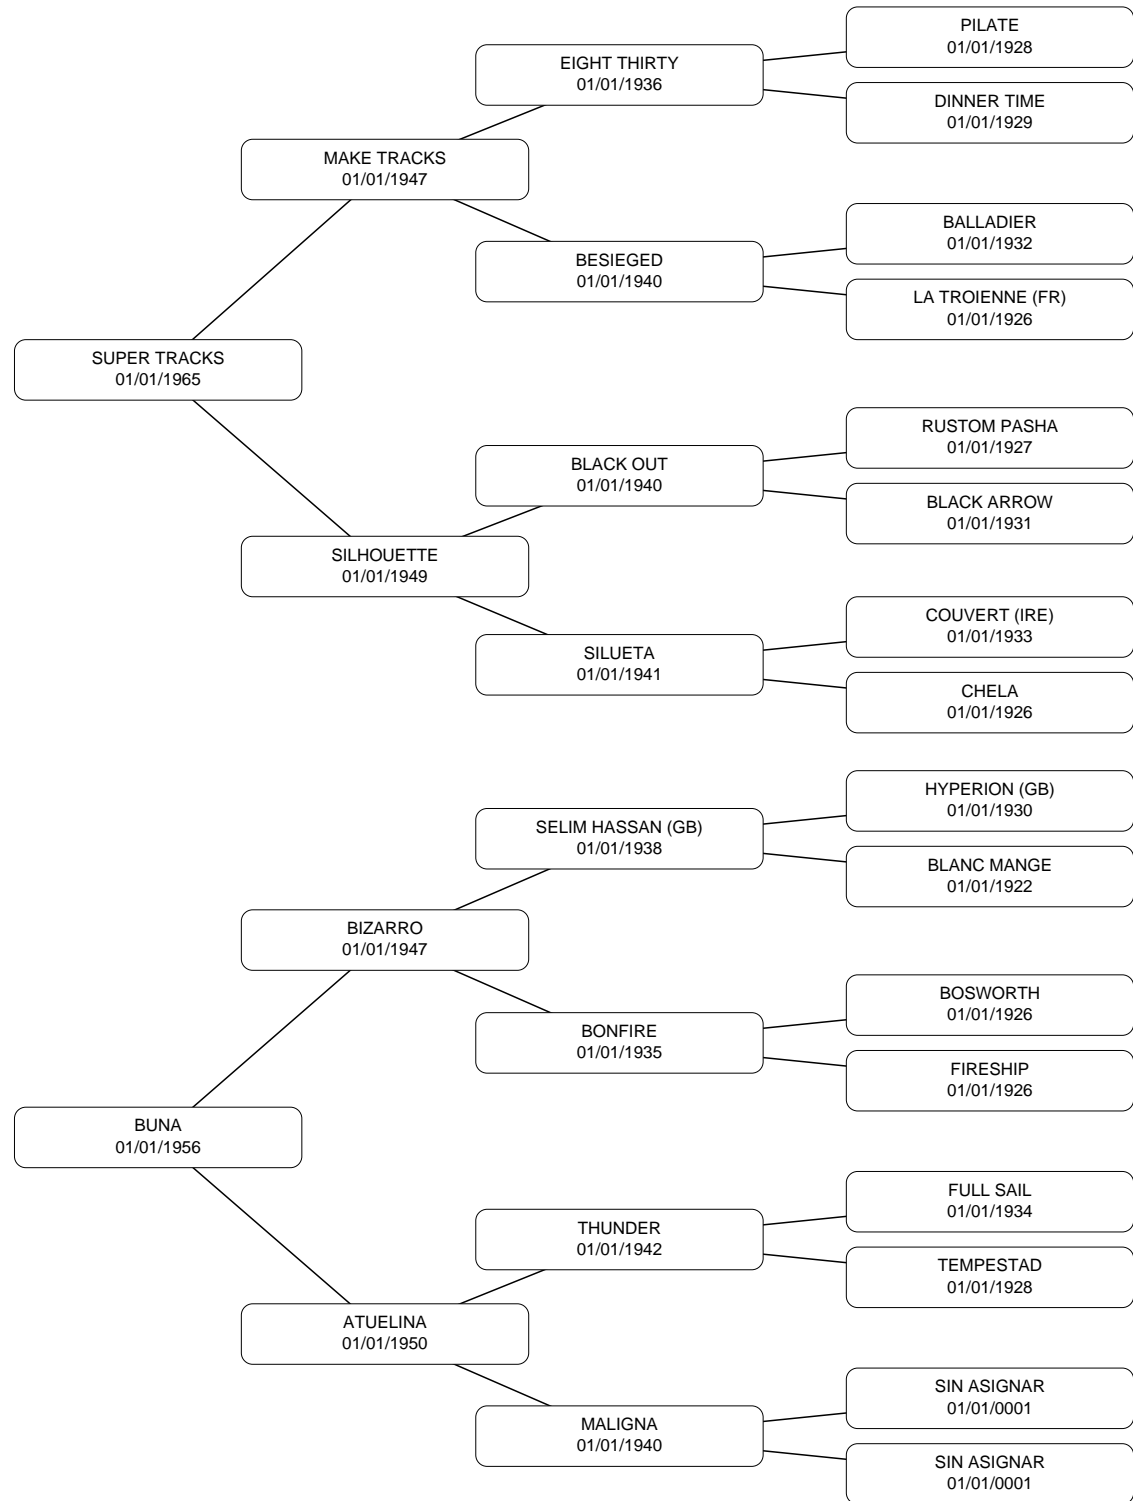 PILATE
01/01/1928
EIGHT THIRTY
01/01/1936
DINNER TIME
01/01/1929
MAKE TRACKS
01/01/1947
BALLADIER
01/01/1932
BESIEGED
01/01/1940
LA TROIENNE (FR)
01/01/1926
SUPER TRACKS
01/01/1965
RUSTOM PASHA
01/01/1927
BLACK OUT
01/01/1940
BLACK ARROW
01/01/1931
SILHOUETTE
01/01/1949
COUVERT (IRE)
01/01/1933
SILUETA
01/01/1941
CHELA
01/01/1926
HYPERION (GB)
01/01/1930
SELIM HASSAN (GB)
01/01/1938
BLANC MANGE
01/01/1922
BIZARRO
01/01/1947
BOSWORTH
01/01/1926
BONFIRE
01/01/1935
FIRESHIP
01/01/1926
BUNA
01/01/1956
FULL SAIL
01/01/1934
THUNDER
01/01/1942
TEMPESTAD
01/01/1928
ATUELINA
01/01/1950
SIN ASIGNAR
01/01/0001
MALIGNA
01/01/1940
SIN ASIGNAR
01/01/0001